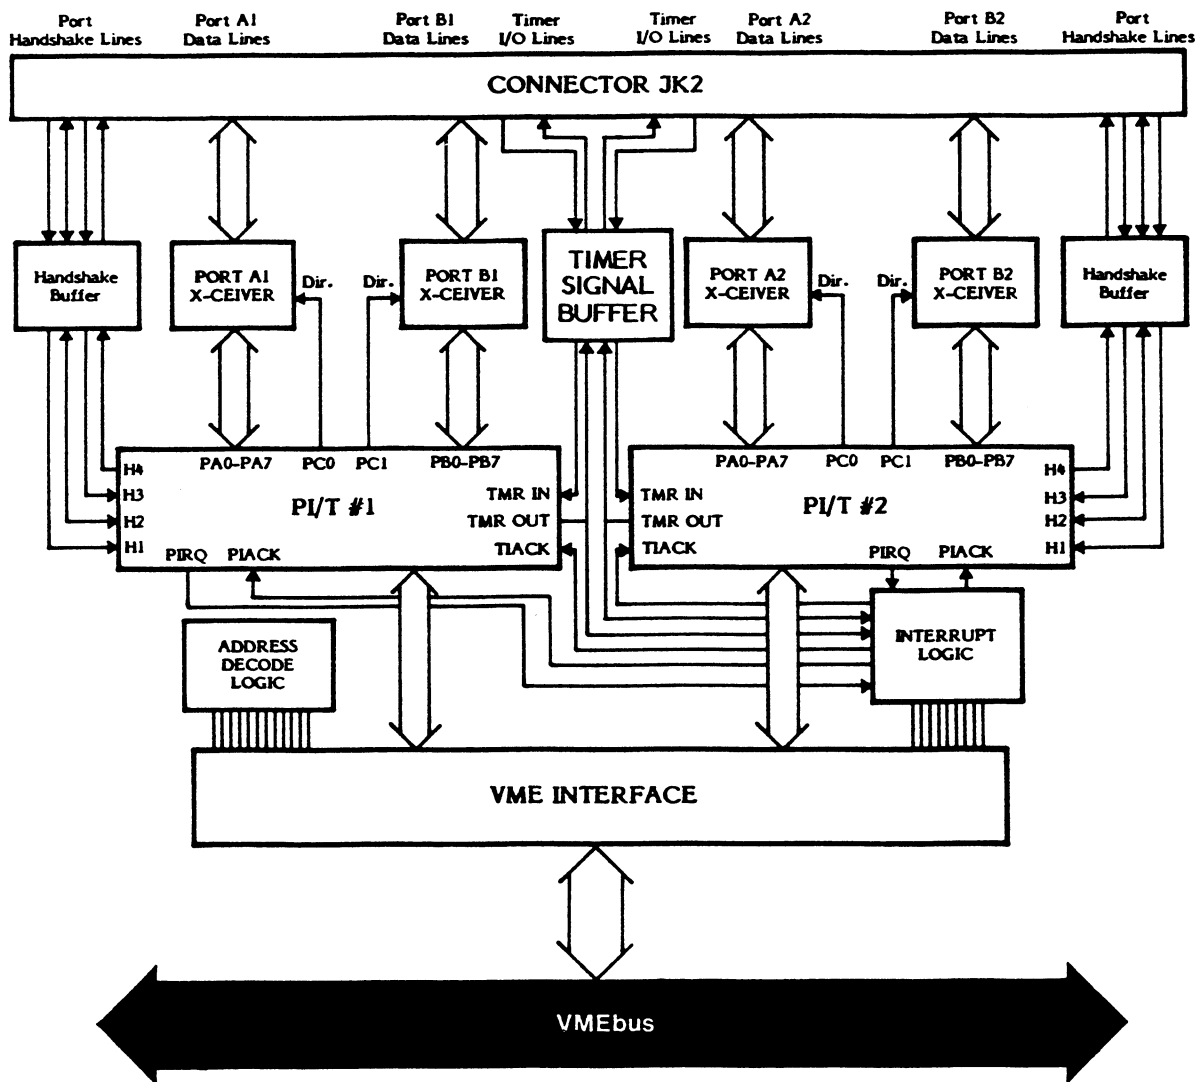 Port
Handshake Lines
Port A1
Data Lines
Port B1
Data Lines
Timer
I/O Lines
Timer
I/O Lines
Port A2
Data Lines
Port B2
Data Lines
Port
Handshake Lines
CONNECTOR JK2
Handshake
Buffer
PORT A1
X-CEIVER
Dir.
Dir.
PORT B1
X-CEIVER
TIMER
SIGNAL
BUFFER
PORT A2
X-CEIVER
Dir.
Dir.
PORT B2
X-CEIVER
Handshake
Buffer
PA0-PA7
PC0
PC1
PB0-PB7
H4
H3
H2
H1
PI/T #1
TMR IN
TMR OUT
TIACK
PIRQ
PIACK
PA0-PA7
PC0
PC1
PB0-PB7
TMR IN
TMR OUT
TIACK
PI/T #2
H4
H3
H2
H1
PIRQ
PIACK
ADDRESS
DECODE
LOGIC
INTERRUPT
LOGIC
VME INTERFACE
VMEbus